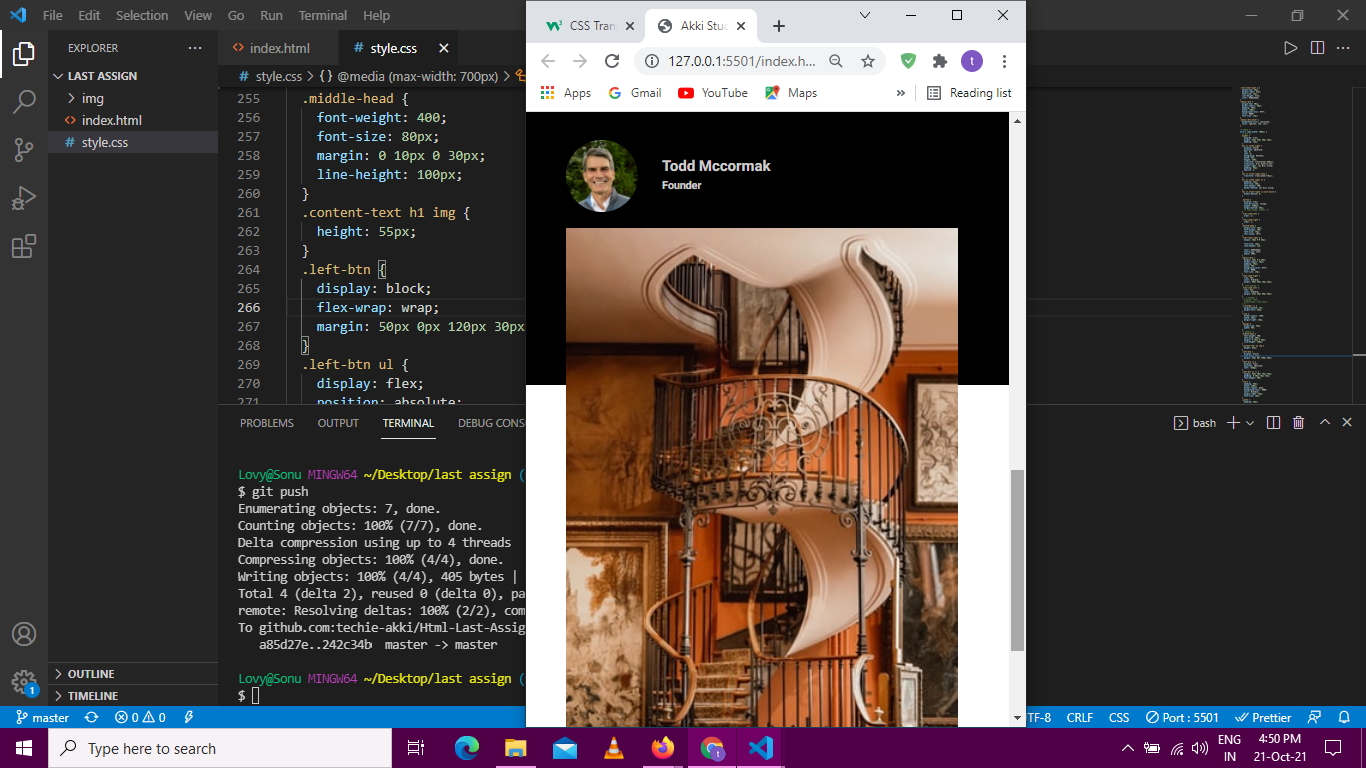 File Edit Selection View Go Run Terminal Help
EXPLORER
LAST ASSIGN
img
index.html
style.css
OUTLINE
TIMELINE
index.html
style.css
style.css > {} @media (max-width: 700px) >
255 .middle-head {
256 font-weight: 400;
257 font-size: 80px;
258 margin: 0 10px 0 30px;
259 line-height: 100px;
260 }
261 .content-text h1 img {
262 height: 55px;
263 }
264 .left-btn {
265 display: block;
266 flex-wrap: wrap;
267 margin: 50px 0px 120px 30px
268 }
269 .left-btn ul {
270 display: flex;
271 position: absolute;
PROBLEMS OUTPUT TERMINAL DEBUG CONS
bash
Lovy@Sonu MINGW64 ~/Desktop/last assign (
$ git push
Enumerating objects: 7, done.
Counting objects: 100% (7/7), done.
Delta compression using up to 4 threads
Compressing objects: 100% (4/4), done.
Writing objects: 100% (4/4), 405 bytes |
Total 4 (delta 2), reused 0 (delta 0), pa
remote: Resolving deltas: 100% (2/2), com
To github.com:techie-akki/Html-Last-Assig
a85d27e..242c34b master -> master
Lovy@Sonu MINGW64 ~/Desktop/last assign (
$
CSS Tran
Akki Stud
127.0.0.1:5501/index.h...
t
Apps Gmail YouTube Maps » Reading list
Todd Mccormak
Founder
master 0 0
TF-8 CRLF CSS Port : 5501 Prettier
1
Type here to search
t
ENG
IN
4:50 PM
21-Oct-21